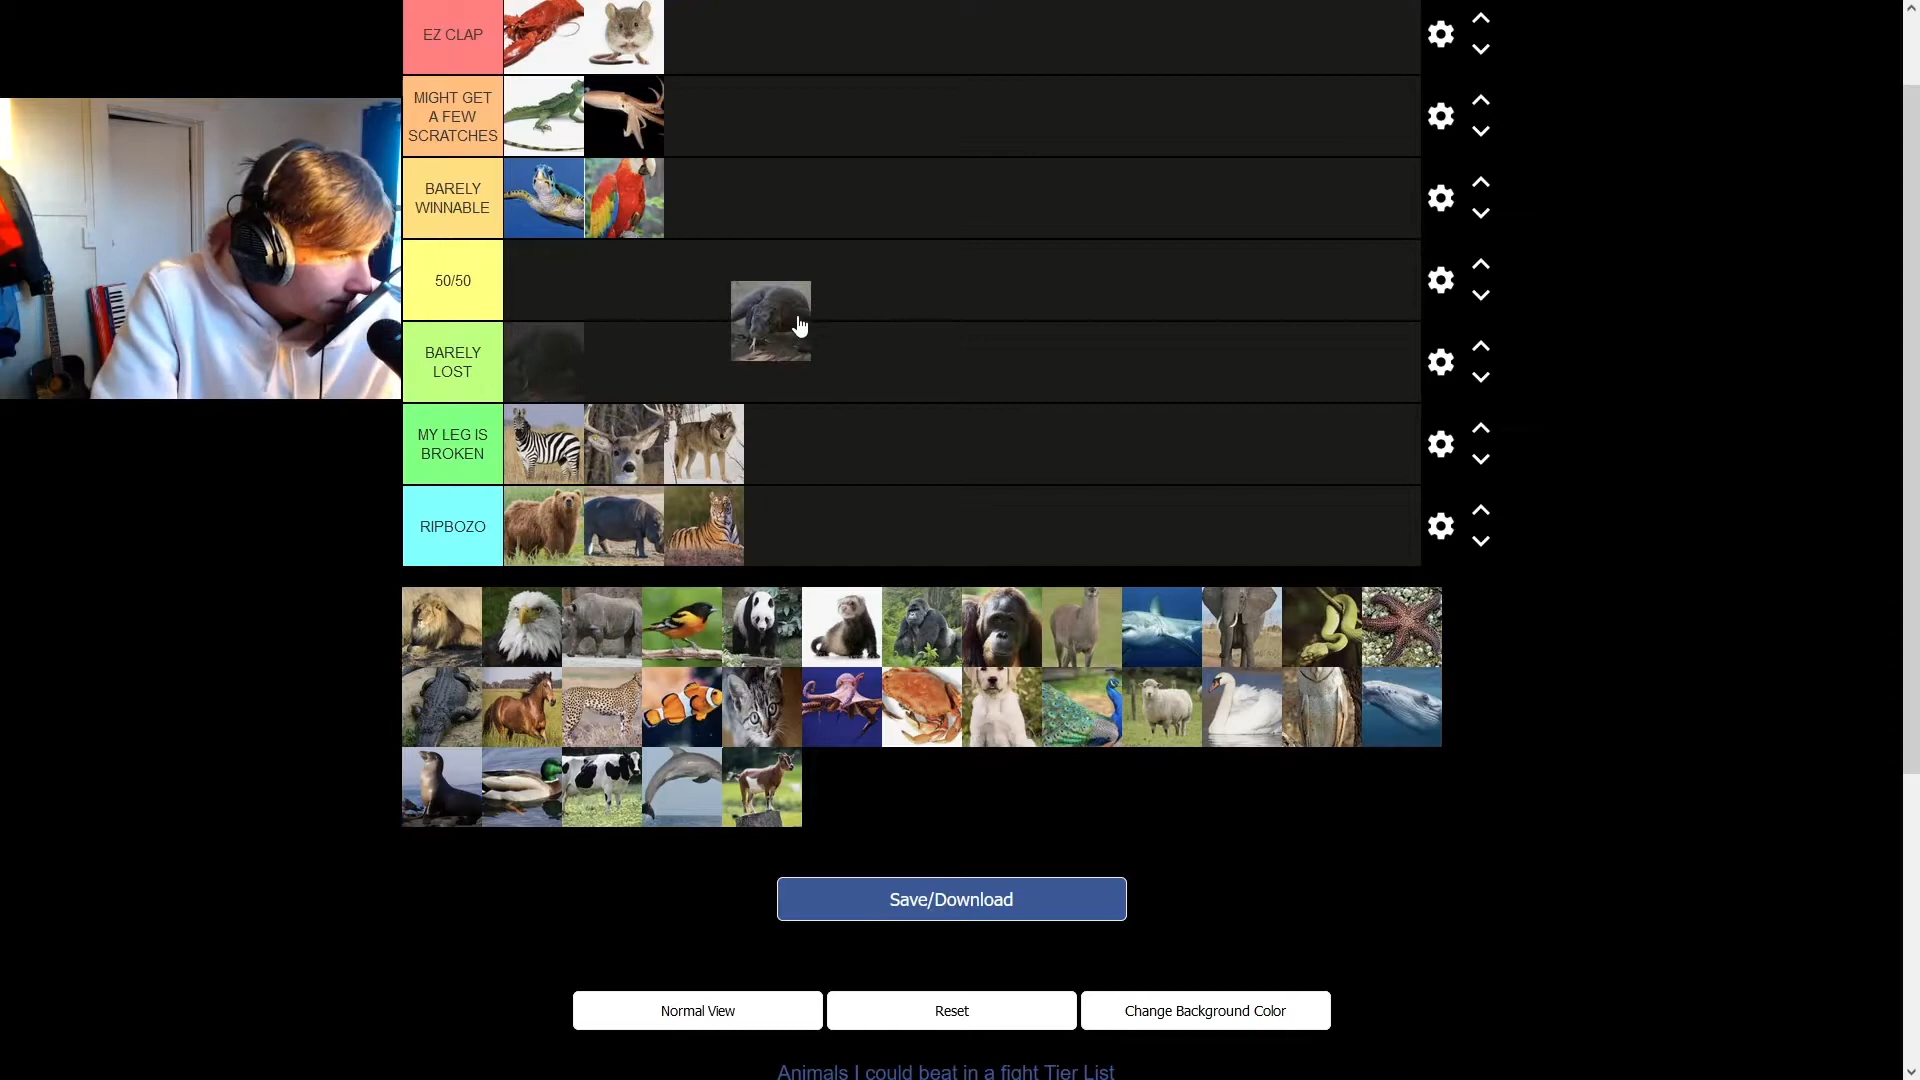 EZ CLAP
MIGHT GET
A FEW
SCRATCHES
BARELY
WINNABLE
50/50
BARELY
LOST
MY LEG IS
BROKEN
RIPBOZO
Save/Download
Normal View
Reset
Change Background Color
Animals I could beat in a fight Tier List